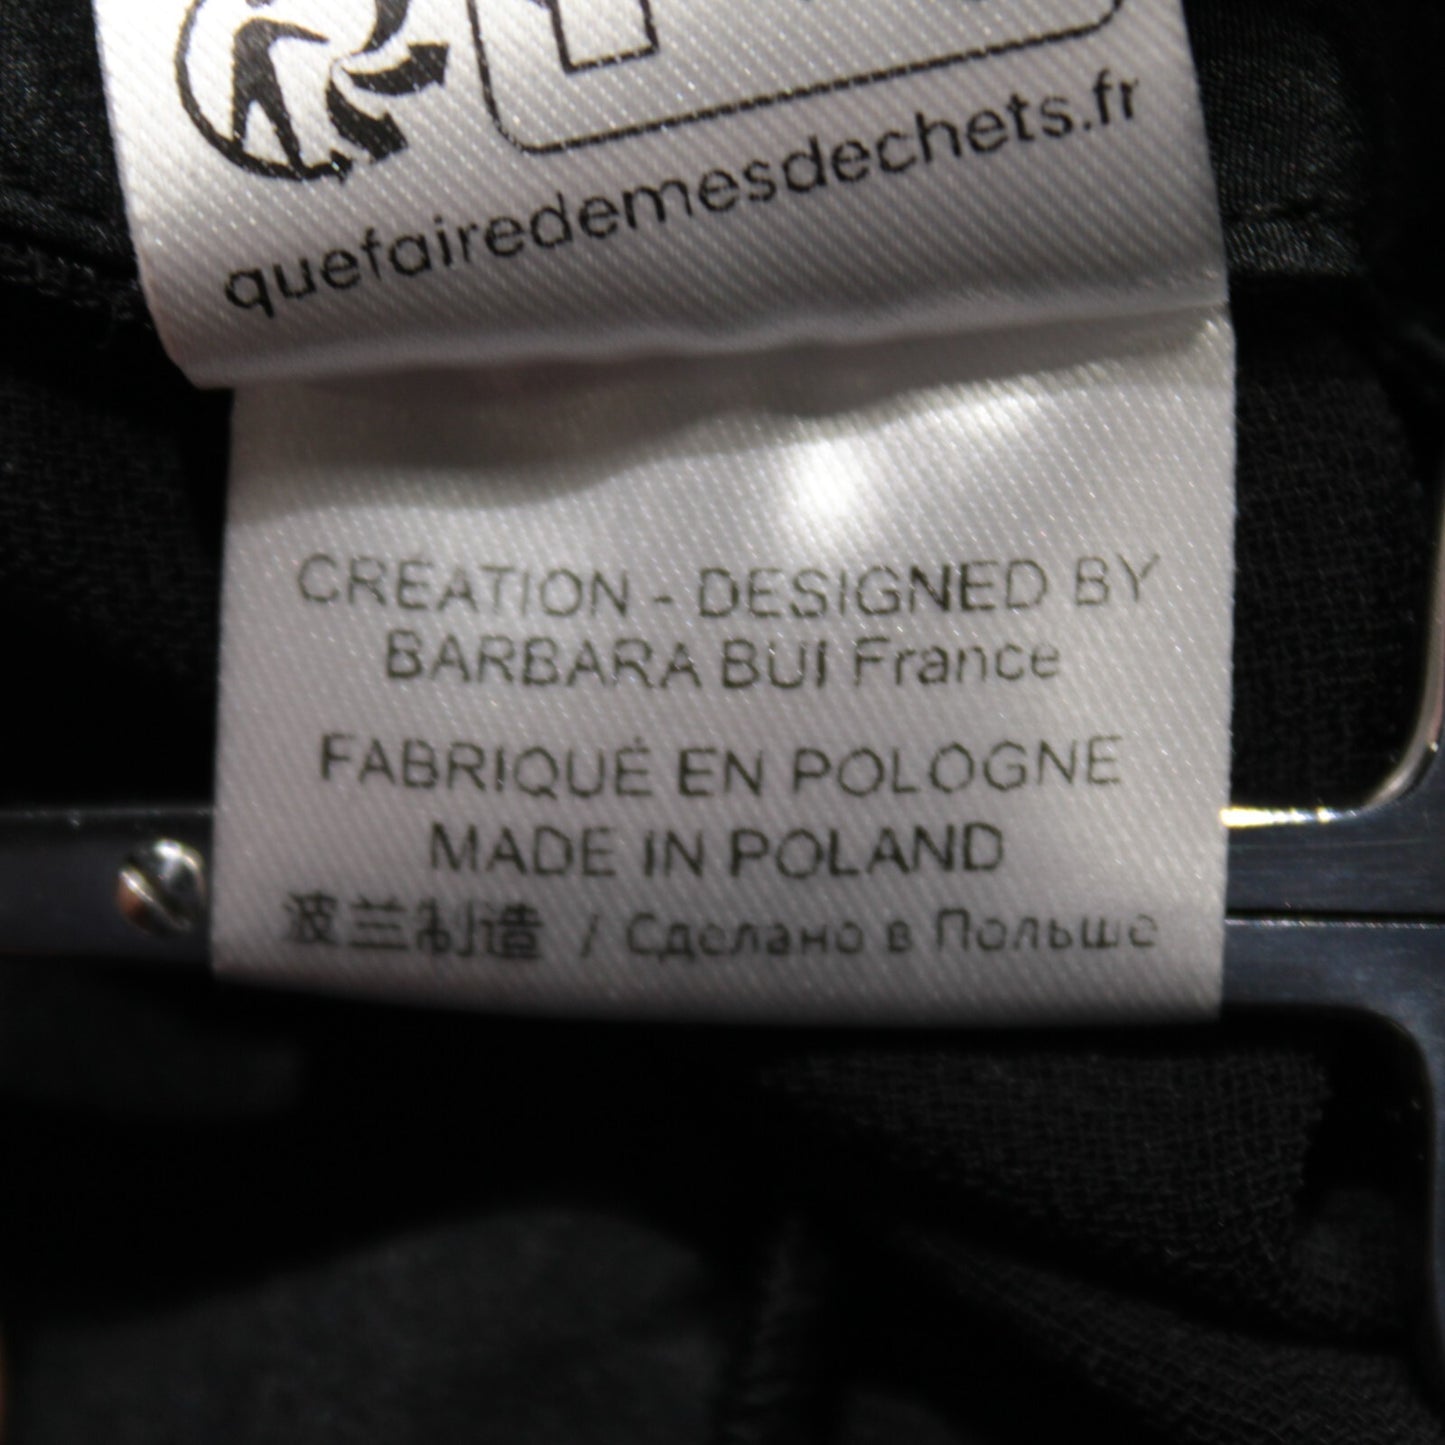 quefairedemesdechets.fr
CRÉATION - DESIGNED BY
BARBARA BUI France
FABRIQUÉ EN POLOGNE
MADE IN POLAND
波兰制造 / Сделано в Польше